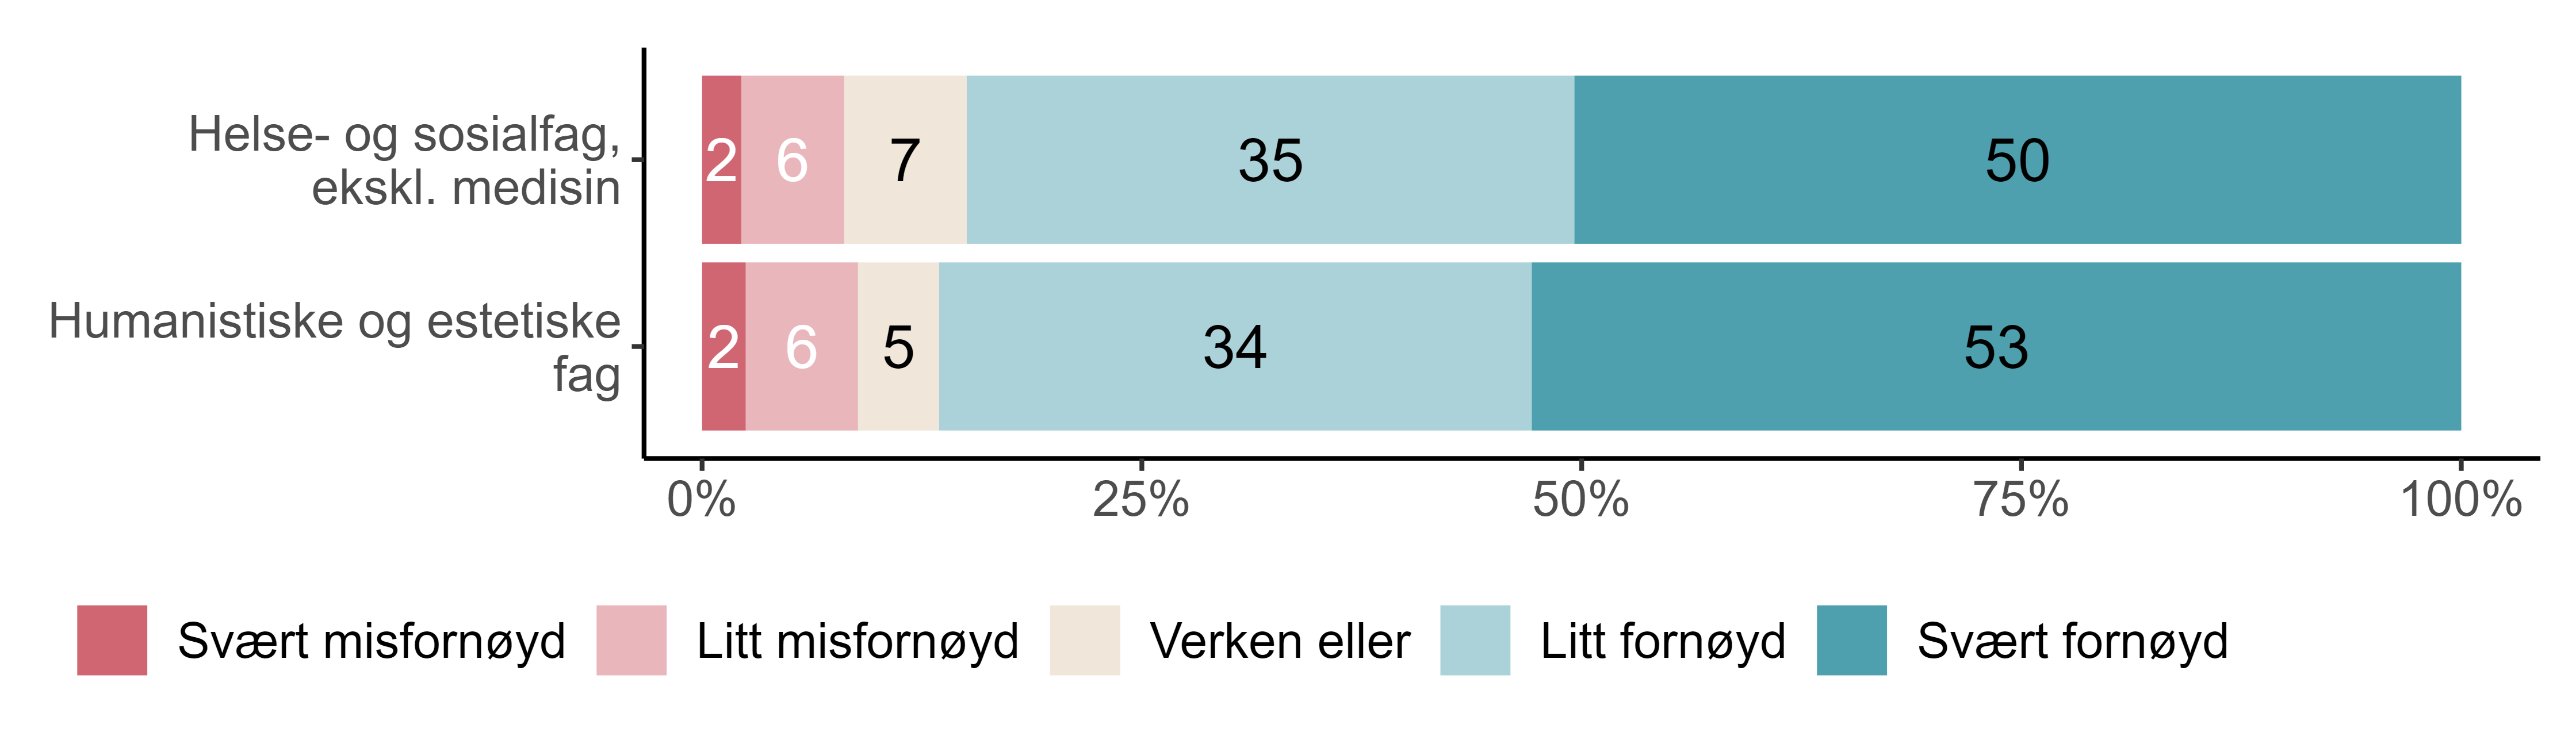 Helse- og sosialfag,
ekskl. medisin
2 6 7 35 50
Humanistiske og estetiske
fag
2 6 5 34 53
0% 25% 50% 75% 100%
Svært misfornøyd Litt misfornøyd Verken eller Litt fornøyd Svært fornøyd